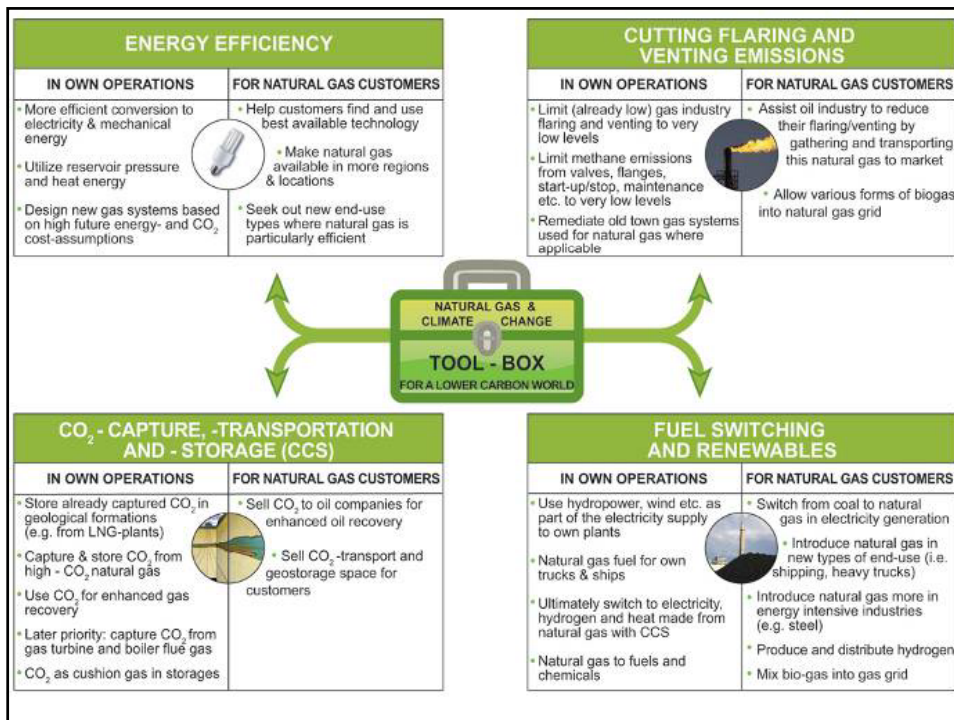 ENERGY EFFICIENCY
IN OWN OPERATIONS
• More efficient conversion to
electricity & mechanical
energy
• Utilize reservoir pressure
and heat energy
• Design new gas systems based
on high future energy- and CO₂
cost-assumptions
FOR NATURAL GAS CUSTOMERS
• Help customers find and use
best available technology
• Make natural gas
available in more regions
& locations
• Seek out new end-use
types where natural gas is
particularly efficient
CUTTING FLARING AND
VENTING EMISSIONS
IN OWN OPERATIONS
• Limit (already low) gas industry
flaring and venting to very
low levels
• Limit methane emissions
from valves, flanges,
start-up/stop, maintenance
etc. to very low levels
• Remediate old town gas systems
used for natural gas where
applicable
FOR NATURAL GAS CUSTOMERS
• Assist oil industry to reduce
their flaring/venting by
gathering and transporting
this natural gas to market
• Allow various forms of biogas
into natural gas grid
NATURAL GAS &
CLIMATE CHANGE
TOOL - BOX
FOR A LOWER CARBON WORLD
CO₂ - CAPTURE, -TRANSPORTATION
AND - STORAGE (CCS)
IN OWN OPERATIONS
• Store already captured CO₂ in
geological formations
(e.g. from LNG-plants)
• Capture & store CO₂ from
high - CO₂ natural gas
• Use CO₂ for enhanced gas
recovery
• Later priority: capture CO₂ from
gas turbine and boiler flue gas
• CO₂ as cushion gas in storages
FOR NATURAL GAS CUSTOMERS
• Sell CO₂ to oil companies for
enhanced oil recovery
• Sell CO₂ -transport and
geostorage space for
customers
FUEL SWITCHING
AND RENEWABLES
IN OWN OPERATIONS
• Use hydropower, wind etc. as
part of the electricity supply
to own plants
• Natural gas fuel for own
trucks & ships
• Ultimately switch to electricity,
hydrogen and heat made from
natural gas with CCS
• Natural gas to fuels and
chemicals
FOR NATURAL GAS CUSTOMERS
• Switch from coal to natural
gas in electricity generation
• Introduce natural gas in
new types of end-use (i.e.
shipping, heavy trucks)
• Introduce natural gas more in
energy intensive industries
(e.g. steel)
• Produce and distribute hydrogen
• Mix bio-gas into gas grid